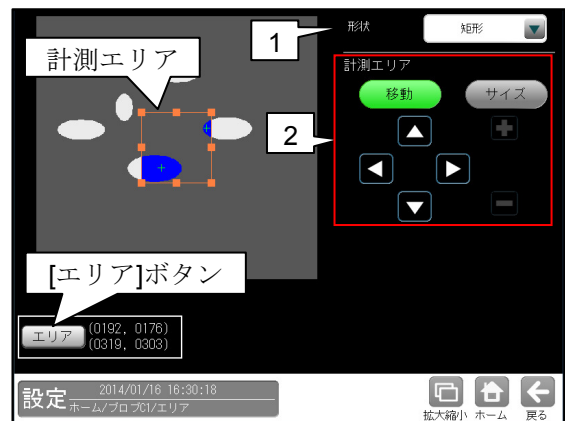 1
形状
矩形
計測エリア
計測エリア
移動
サイズ
2
[エリア]ボタン
エリア
(0192, 0176)
(0319, 0303)
設定
2014/01/16 16:30:18
ホーム/ブロブC1/エリア
拡大縮小
ホーム
戻る